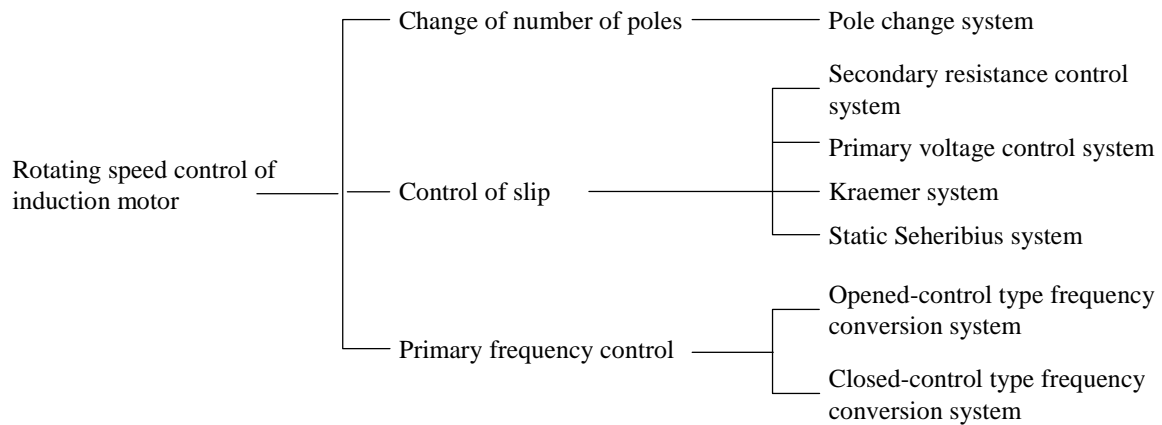 Rotating speed control of
induction motor
Change of number of poles
Pole change system
Control of slip
Secondary resistance control
system
Primary voltage control system
Kraemer system
Static Seheribius system
Primary frequency control
Opened-control type frequency
conversion system
Closed-control type frequency
conversion system